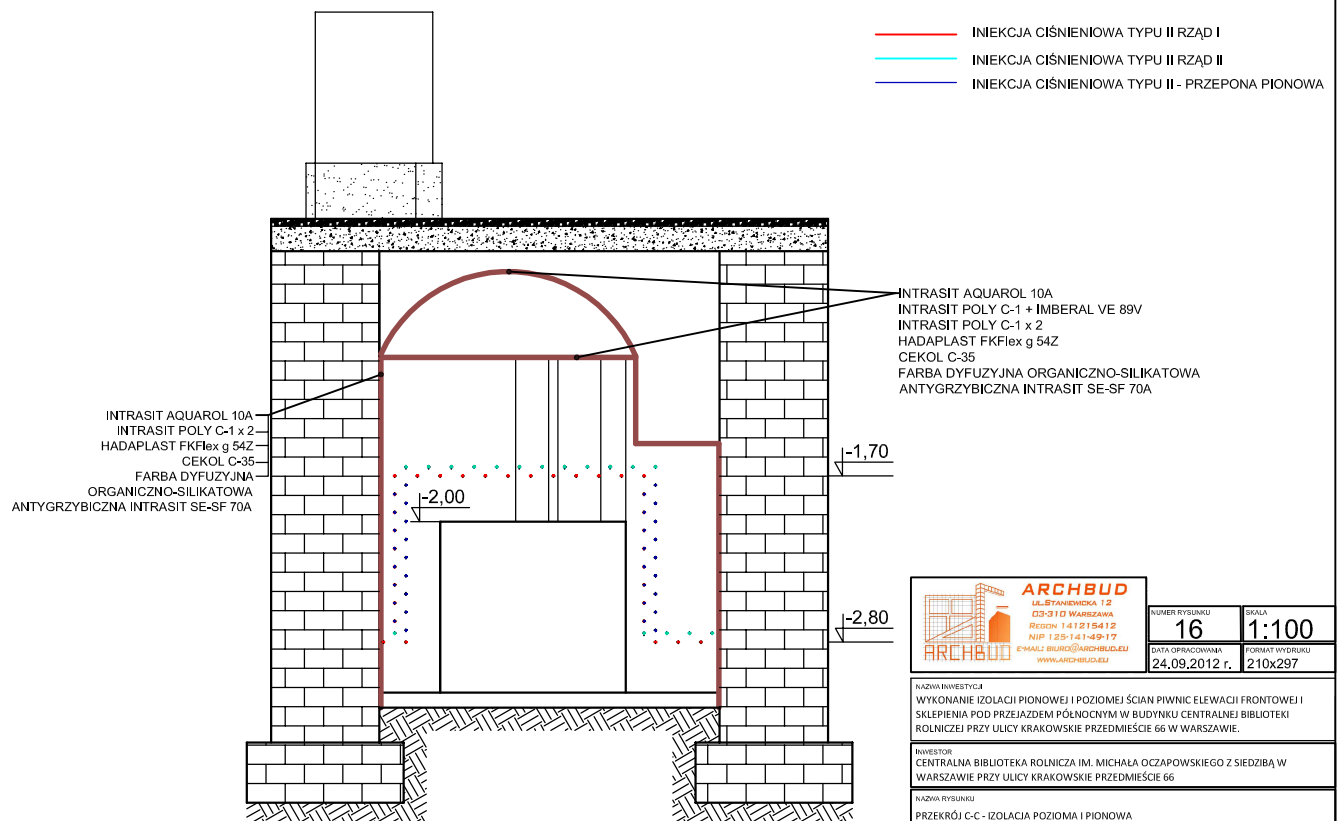 INIEKCJA CIŚNIENIOWA TYPU II RZĄD I
INIEKCJA CIŚNIENIOWA TYPU II RZĄD II
INIEKCJA CIŚNIENIOWA TYPU II - PRZEPONA PIONOWA
INTRASIT AQUAROL 10A
INTRASIT POLY C-1 + IMBERAL VE 89V
INTRASIT POLY C-1 x 2
HADAPLAST FKFlex g 54Z
CEKOL C-35
FARBA DYFUZYJNA ORGANICZNO-SILIKATOWA
ANTYGRZYBICZNA INTRASIT SE-SF 70A
INTRASIT AQUAROL 10A
INTRASIT POLY C-1 x 2
HADAPLAST FKFlex g 54Z
CEKOL C-35
FARBA DYFUZYJNA
ORGANICZNO-SILIKATOWA
ANTYGRZYBICZNA INTRASIT SE-SF 70A
-1,70
-2,00
-2,80
ARCHBUD
UL.STANIEWICKA 12
03-310 WARSZAWA
REGON 141215412
NIP 125-141-49-17
E-MAIL: BIURO@ARCHBUD.EU
WWW.ARCHBUD.EU
ARCHBUD
NUMER RYSUNKU
16
SKALA
1:100
DATA OPRACOWANIA
24.09.2012 r.
FORMAT WYDRUKU
210x297
NAZWA INWESTYCJI
WYKONANIE IZOLACJI PIONOWEJ I POZIOMEJ ŚCIAN PIWNIC ELEWACJI FRONTOWEJ I
SKLEPIENIA POD PRZEJAZDEM PÓŁNOCNYM W BUDYNKU CENTRALNEJ BIBLIOTEKI
ROLNICZEJ PRZY ULICY KRAKOWSKIE PRZEDMIEŚCIE 66 W WARSZAWIE.
INWESTOR
CENTRALNA BIBLIOTEKA ROLNICZA IM. MICHAŁA OCZAPOWSKIEGO Z SIEDZIBĄ W
WARSZAWIE PRZY ULICY KRAKOWSKIE PRZEDMIEŚCIE 66
NAZWA RYSUNKU
PRZEKRÓJ C-C - IZOLACJA POZIOMA I PIONOWA